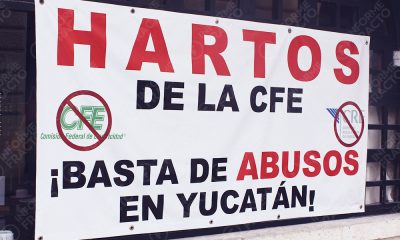 HARTOS
DE LA CFE
CFE
Comisión Federal de Electricidad
¡BASTA DE ABUSOS
EN YUCATÁN!